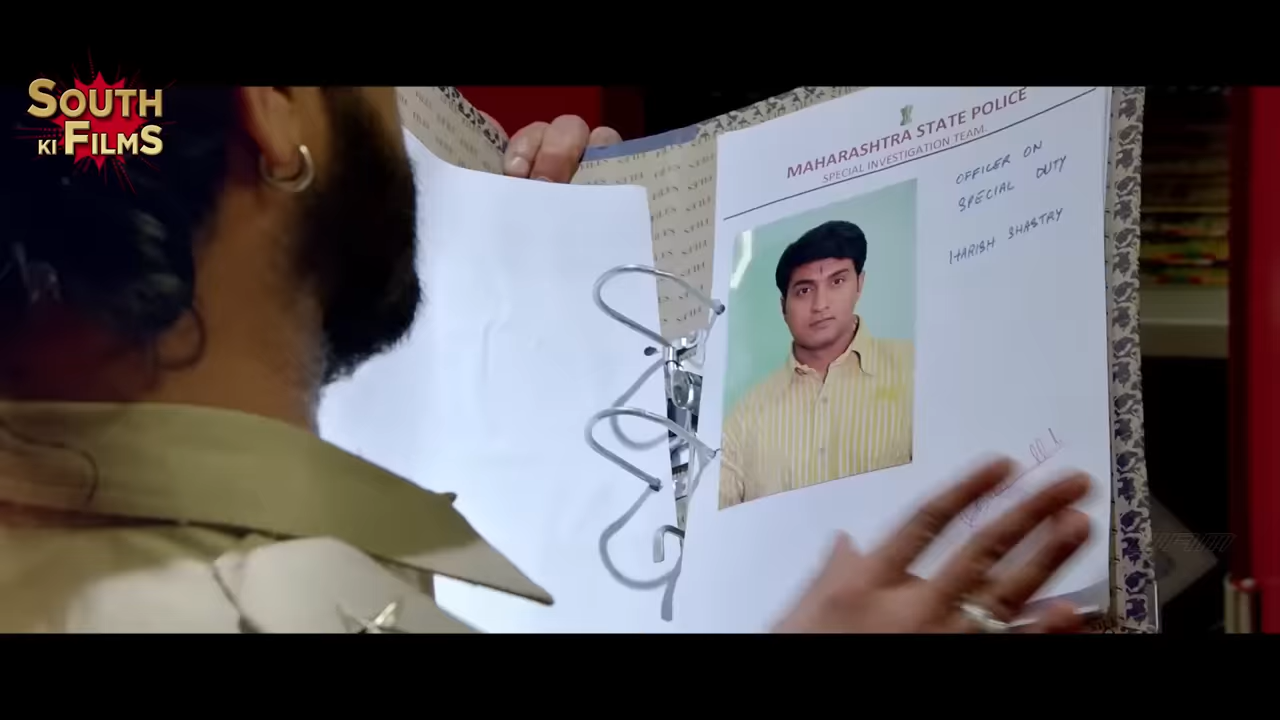 SOUTH
KI FILMS
MAHARASHTRA STATE POLICE
SPECIAL INVESTIGATION TEAM.
OFFICER ON
SPECIAL DUTY
HARISH SHASTRY